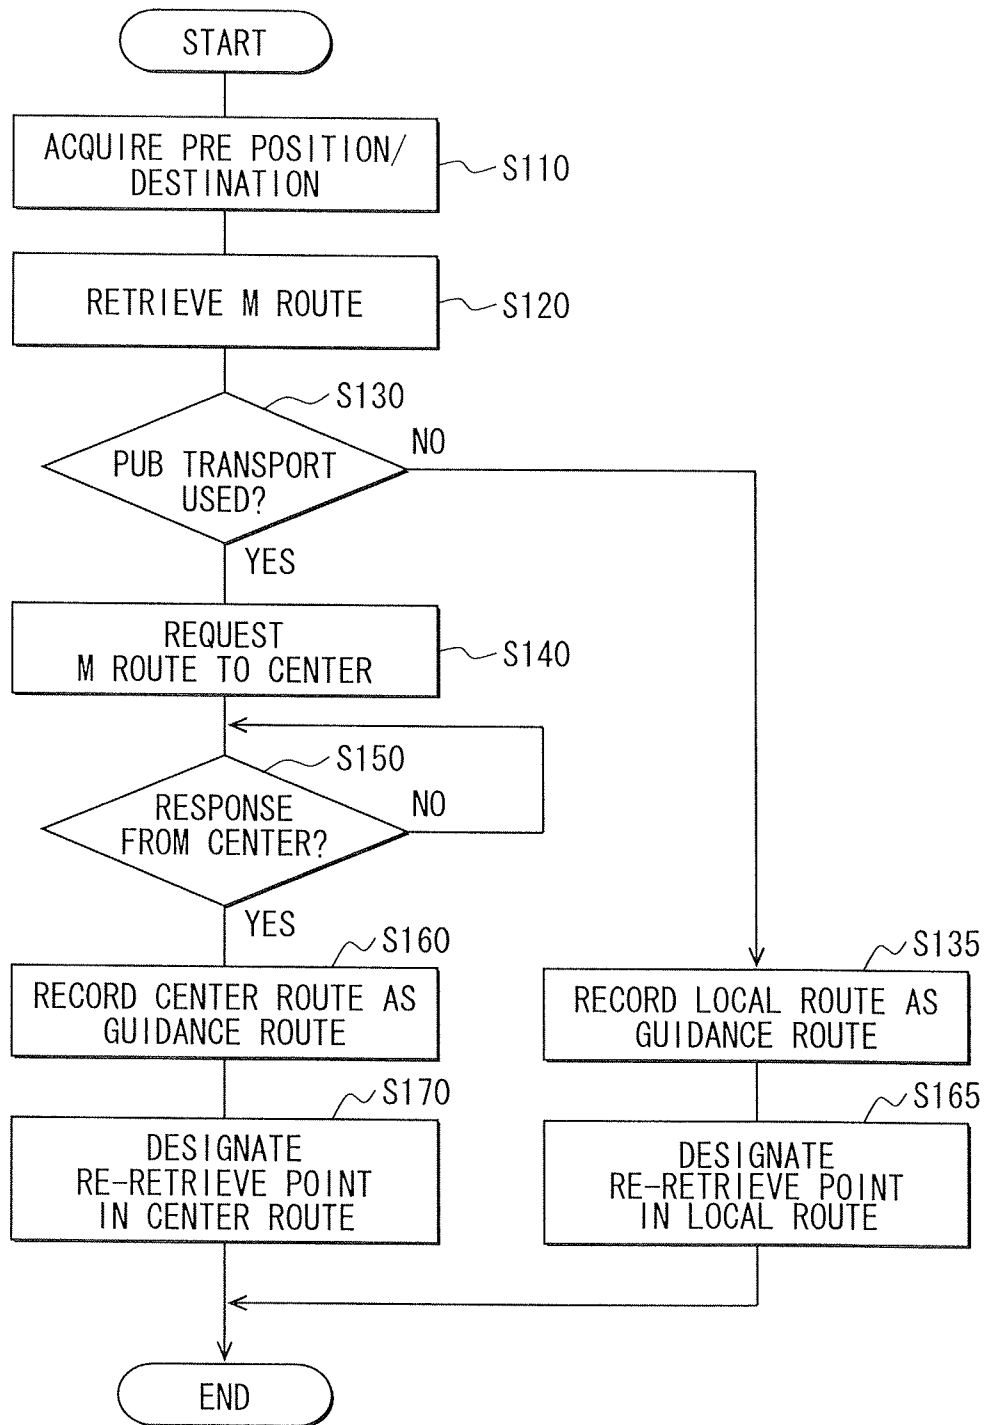 START
ACQUIRE PRE POSITION/
DESTINATION
S110
RETRIEVE M ROUTE
S120
S130
PUB TRANSPORT
USED?
NO
YES
REQUEST
M ROUTE TO CENTER
S140
S150
RESPONSE
FROM CENTER?
NO
YES
S160
RECORD CENTER ROUTE AS
GUIDANCE ROUTE
S135
RECORD LOCAL ROUTE AS
GUIDANCE ROUTE
S170
DESIGNATE
RE-RETRIEVE POINT
IN CENTER ROUTE
S165
DESIGNATE
RE-RETRIEVE POINT
IN LOCAL ROUTE
END